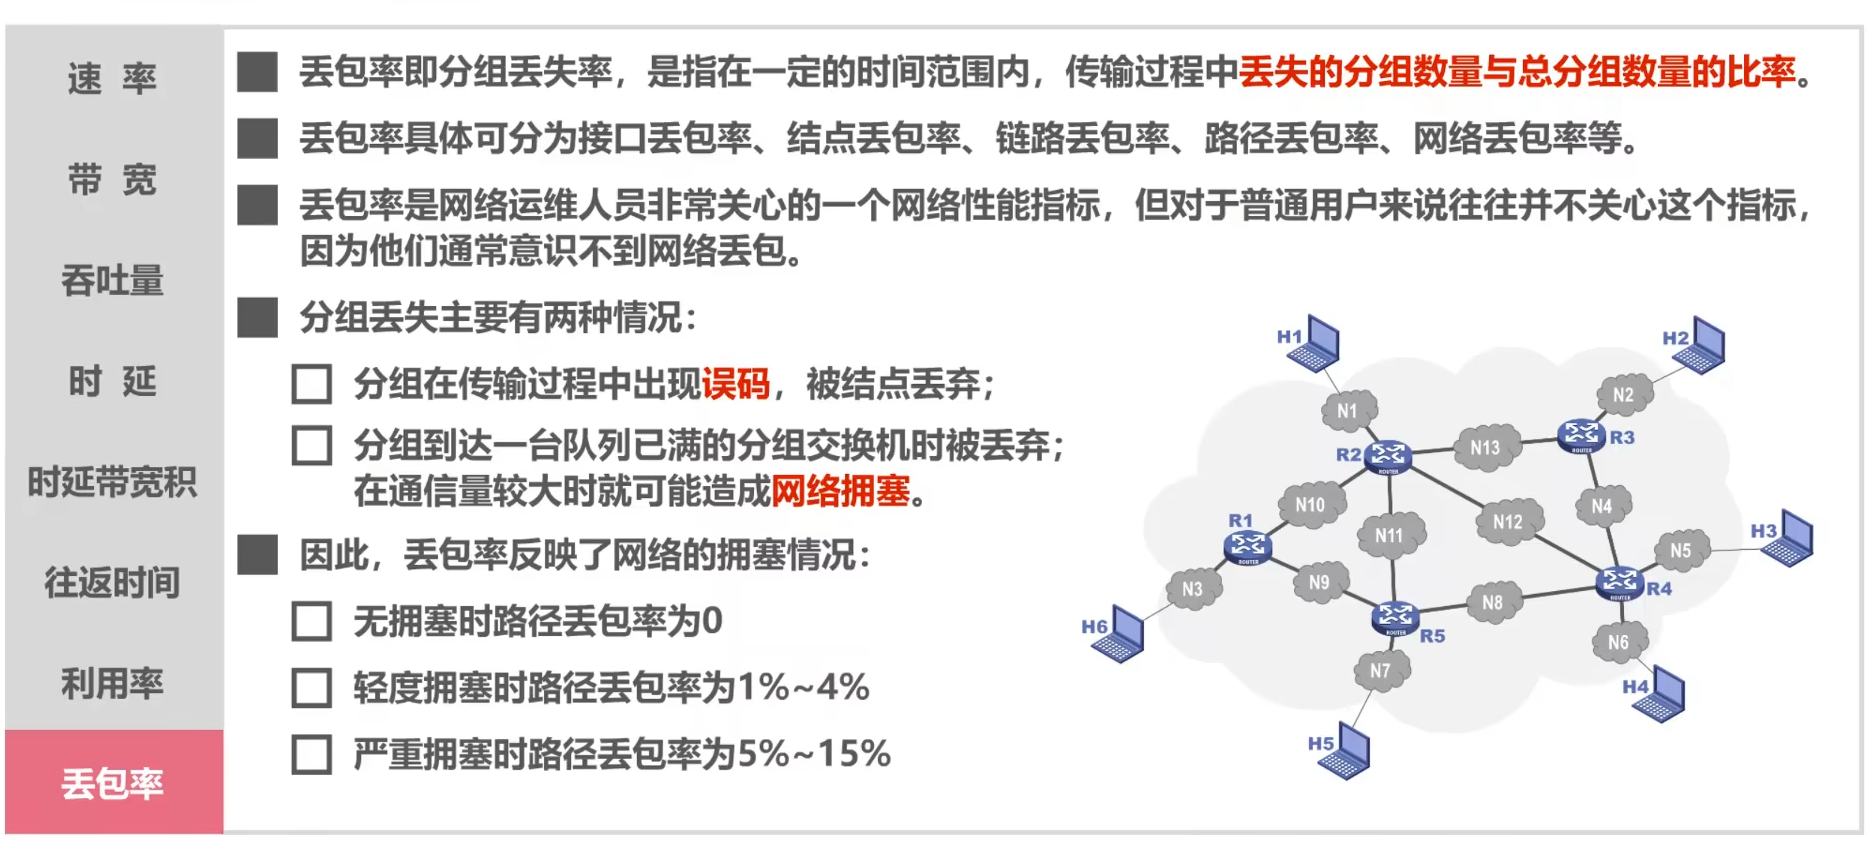 速 率
带 宽
吞吐量
时 延
时延带宽积
往返时间
利用率
丢包率
丢包率即分组丢失率，是指在一定的时间范围内，传输过程中丢失的分组数量与总分组数量的比率。
丢包率具体可分为接口丢包率、结点丢包率、链路丢包率、路径丢包率、网络丢包率等。
丢包率是网络运维人员非常关心的一个网络性能指标，但对于普通用户来说往往并不关心这个指标，
因为他们通常意识不到网络丢包。
分组丢失主要有两种情况：
分组在传输过程中出现误码，被结点丢弃；
分组到达一台队列已满的分组交换机时被丢弃；
在通信量较大时就可能造成网络拥塞。
因此，丢包率反映了网络的拥塞情况：
无拥塞时路径丢包率为0
轻度拥塞时路径丢包率为1%~4%
严重拥塞时路径丢包率为5%~15%
H1
H2
N1
N2
R2
ROUTER
N13
R3
ROUTER
N10
N4
R1
ROUTER
N11
N12
H3
N5
N3
N9
N8
R4
ROUTER
H6
R5
ROUTER
N6
N7
H4
H5